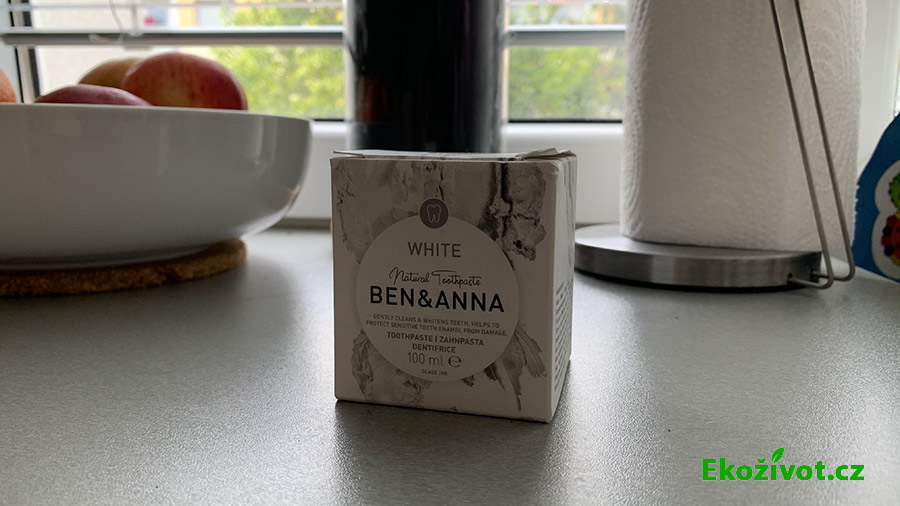 WHITE
Natural Toothpaste
BEN&ANNA
GENTLY CLEANS & WHITENS TEETH, HELPS TO
PROTECT SENSITIVE TEETH ENAMEL FROM DAMAGE.
TOOTHPASTE | ZAHNPASTA
DENTIFRICE
100 ml ℮
GLASS JAR
Ekoživot.cz